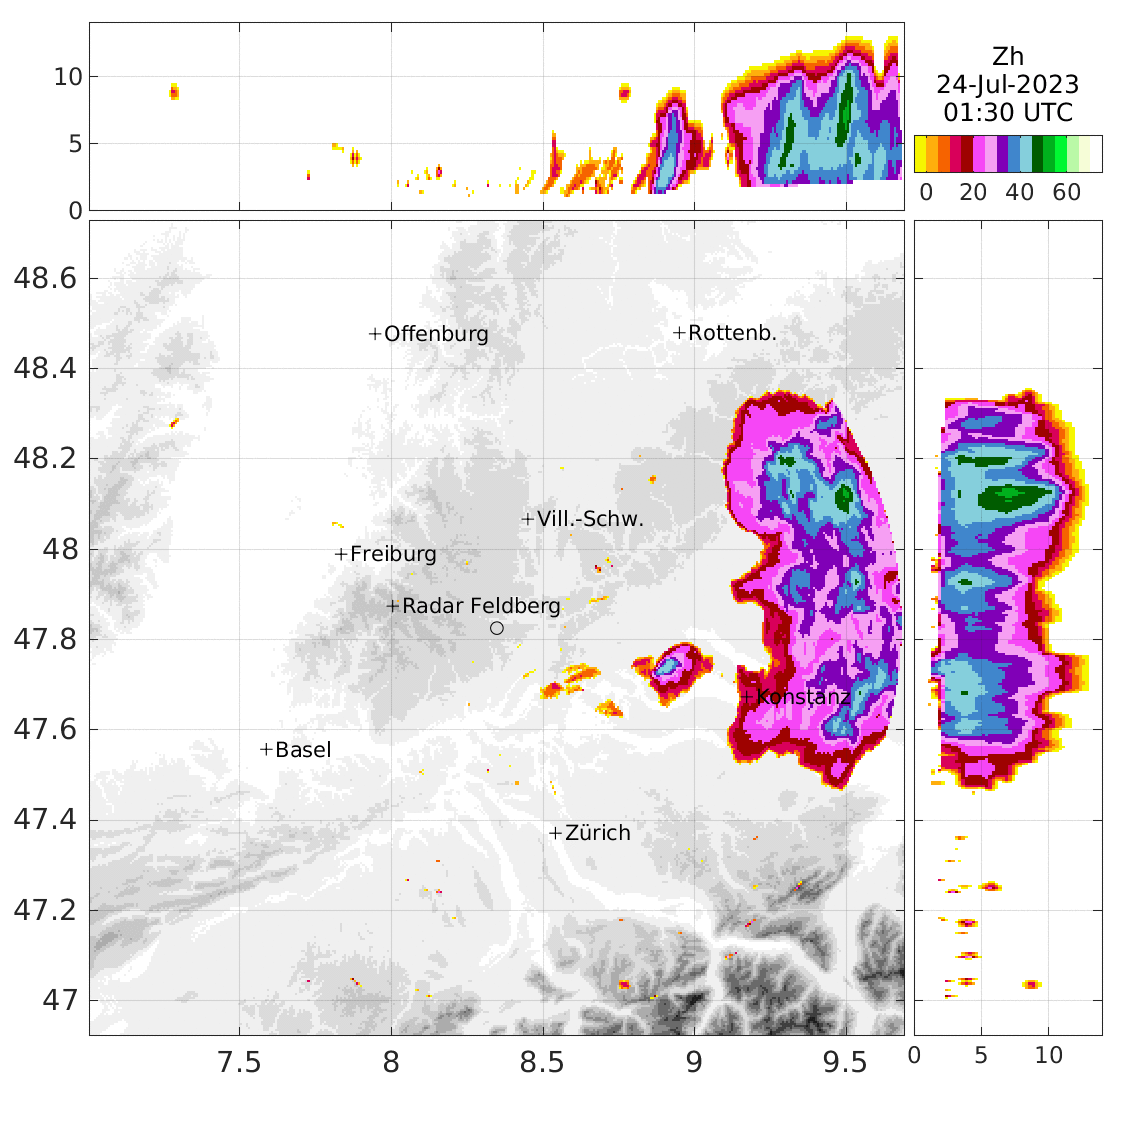 10
5
0
Zh
24-Jul-2023
01:30 UTC
0 20 40 60
48.6
48.4
48.2
48
47.8
47.6
47.4
47.2
47
+Offenburg
+Rottenb.
+Vill.-Schw.
+Freiburg
+Radar Feldberg
+Konstanz
+Basel
+Zürich
7.5 8 8.5 9 9.5
0 5 10